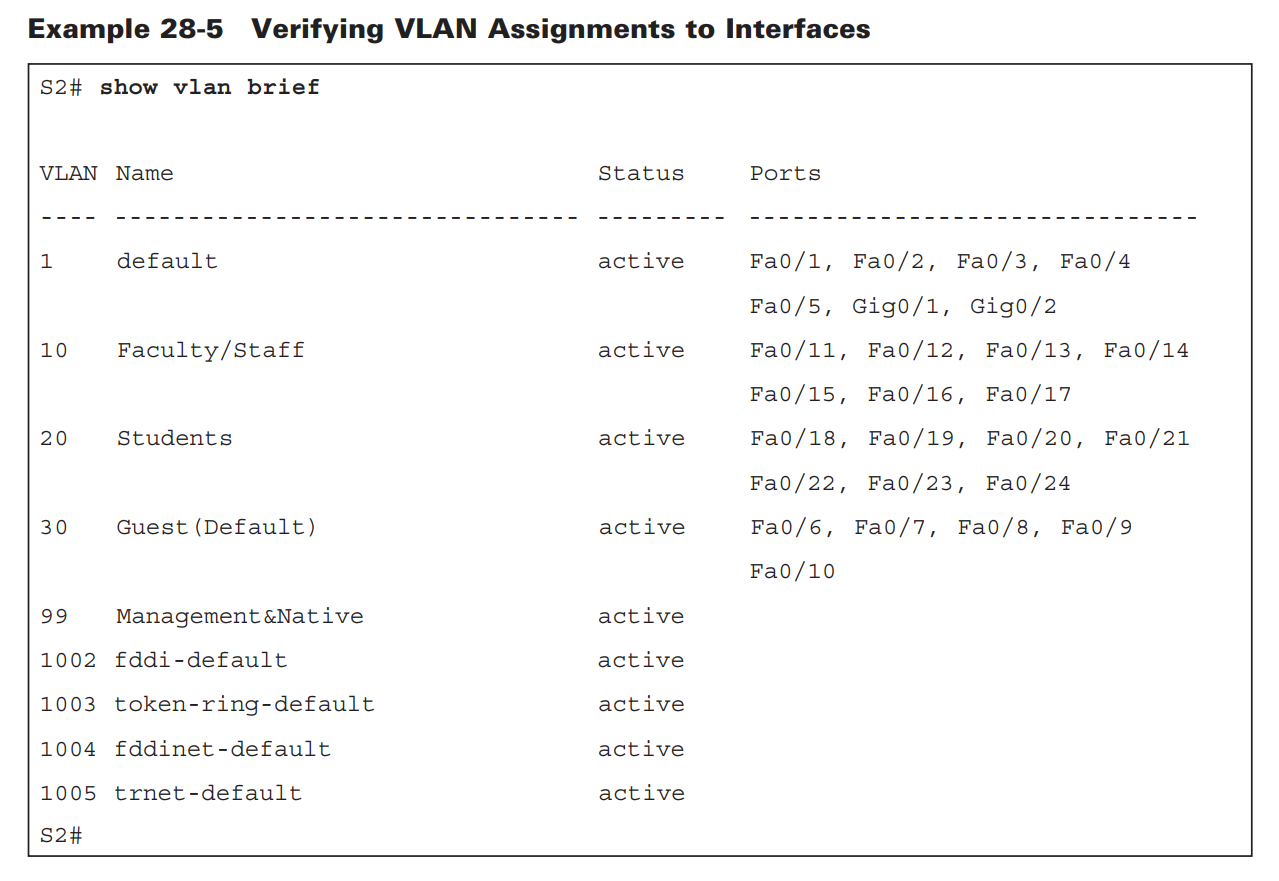 Example 28-5 Verifying VLAN Assignments to Interfaces
S2# show vlan brief
VLAN Name Status Ports
---- -------------------------------- --------- -------------------------------
1 default active Fa0/1, Fa0/2, Fa0/3, Fa0/4
Fa0/5, Gig0/1, Gig0/2
10 Faculty/Staff active Fa0/11, Fa0/12, Fa0/13, Fa0/14
Fa0/15, Fa0/16, Fa0/17
20 Students active Fa0/18, Fa0/19, Fa0/20, Fa0/21
Fa0/22, Fa0/23, Fa0/24
30 Guest(Default) active Fa0/6, Fa0/7, Fa0/8, Fa0/9
Fa0/10
99 Management&Native active
1002 fddi-default active
1003 token-ring-default active
1004 fddinet-default active
1005 trnet-default active
S2#